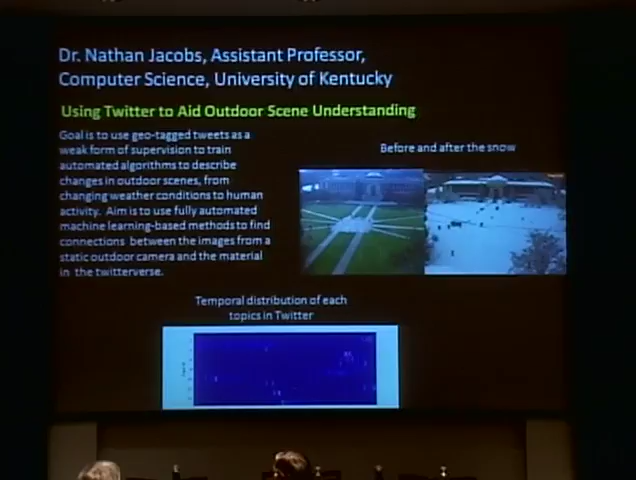 Dr. Nathan Jacobs, Assistant Professor,
Computer Science, University of Kentucky
Using Twitter to Aid Outdoor Scene Understanding
Goal is to use geo-tagged tweets as a
weak form of supervision to train
automated algorithms to describe
changes in outdoor scenes, from
changing weather conditions to human
activity. Aim is to use fully automated
machine learning-based methods to find
connections between the images from a
static outdoor camera and the material
in the twitterverse.
Before and after the snow
Temporal distribution of each
topics in Twitter